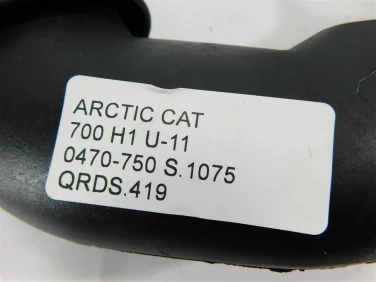 ARCTIC CAT
700 H1 U-11
0470-750 S.1075
QRDS.419